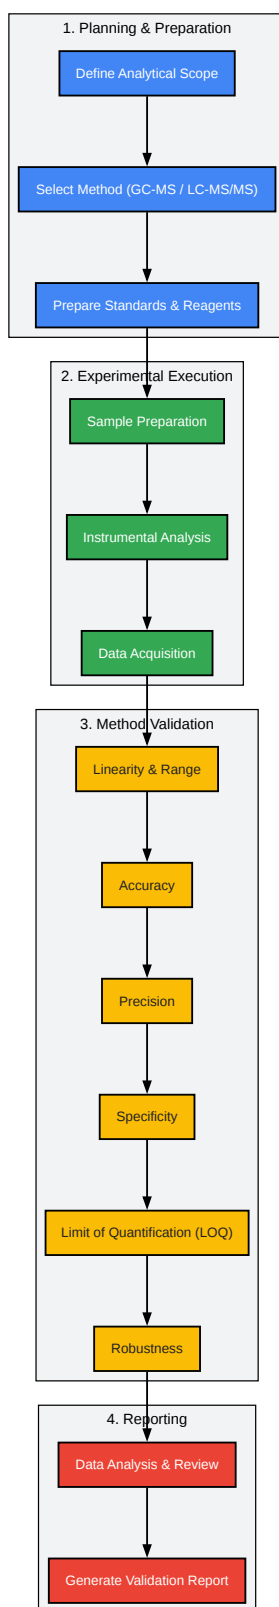 1. Planning & Preparation
Define Analytical Scope
Select Method (GC-MS / LC-MS/MS)
Prepare Standards & Reagents
2. Experimental Execution
Sample Preparation
Instrumental Analysis
Data Acquisition
3. Method Validation
Linearity & Range
Accuracy
Precision
Specificity
Limit of Quantification (LOQ)
Robustness
4. Reporting
Data Analysis & Review
Generate Validation Report